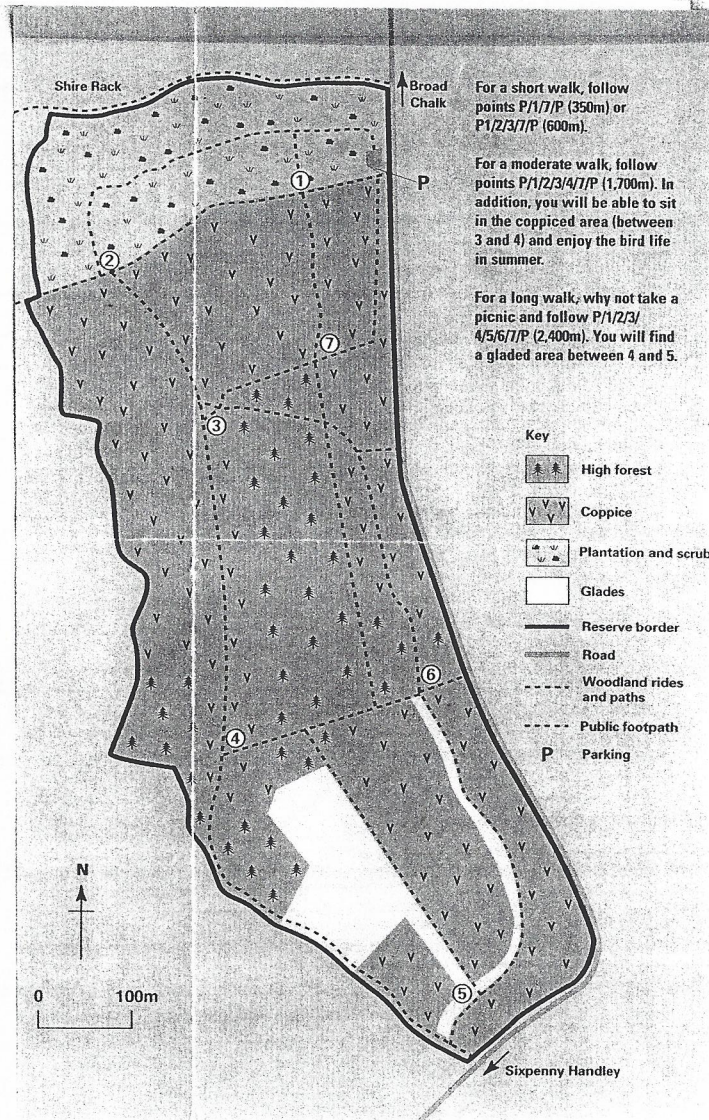 Shire Rack
Broad
Chalk
For a short walk, follow
points P/1/7/P (350m) or
P1/2/3/7/P (600m).
For a moderate walk, follow
points P/1/2/3/4/7/P (1,700m). In
addition, you will be able to sit
in the coppiced area (between
3 and 4) and enjoy the bird life
in summer.
For a long walk, why not take a
picnic and follow P/1/2/3/
4/5/6/7/P (2,400m). You will find
a gladed area between 4 and 5.
1
P
2
7
3
Key
High forest
Coppice
Plantation and scrub
Glades
Reserve border
Road
Woodland rides
and paths
Public footpath
P Parking
6
4
N
0 100m
5
Sixpenny Handley